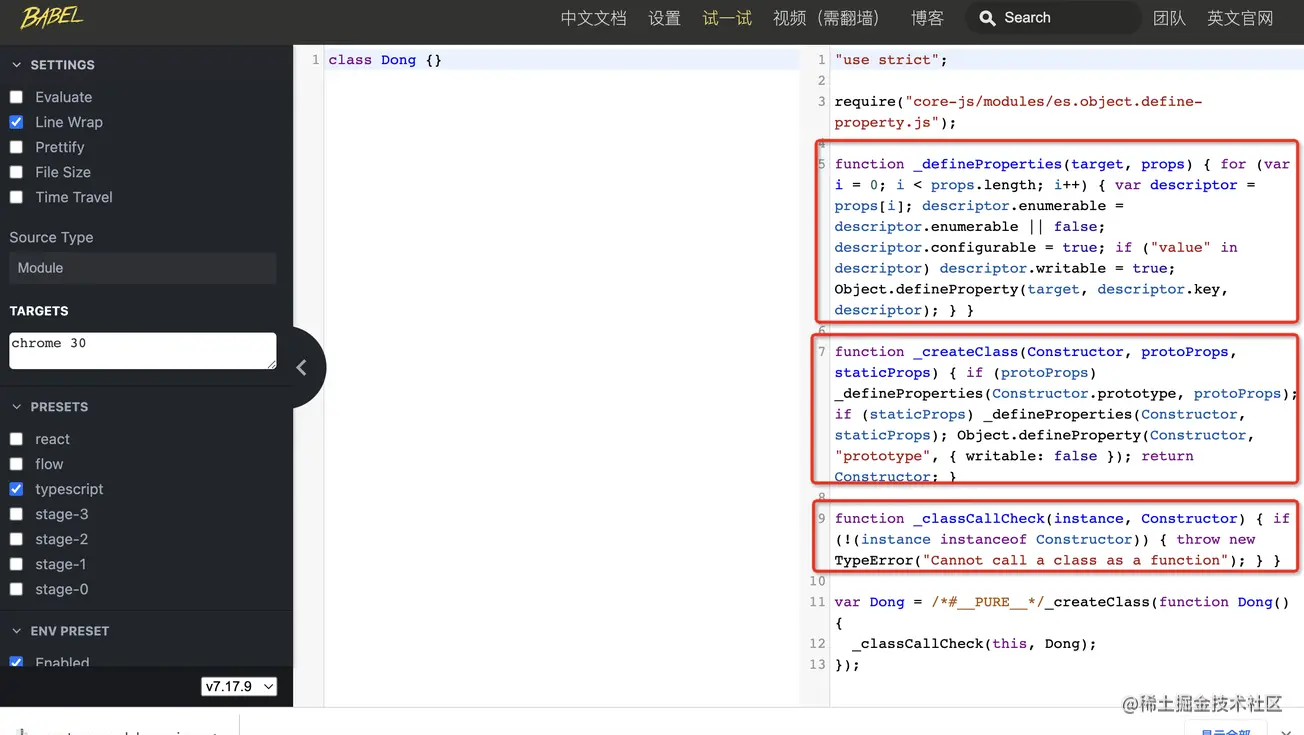 BABEL
中文文档 设置 试一试 视频（需翻墙） 博客 Search 团队 英文官网
SETTINGS
Evaluate
Line Wrap
Prettify
File Size
Time Travel
Source Type
Module
TARGETS
chrome 30
PRESETS
react
flow
typescript
stage-3
stage-2
stage-1
stage-0
ENV PRESET
Enabled
v7.17.9
1 class Dong {}
1 "use strict";
2
3 require("core-js/modules/es.object.define-
property.js");
4
5 function _defineProperties(target, props) { for (var
i = 0; i < props.length; i++) { var descriptor =
props[i]; descriptor.enumerable =
descriptor.enumerable || false;
descriptor.configurable = true; if ("value" in
descriptor) descriptor.writable = true;
Object.defineProperty(target, descriptor.key,
descriptor); } }
6
7 function _createClass(Constructor, protoProps,
staticProps) { if (protoProps)
_defineProperties(Constructor.prototype, protoProps);
if (staticProps) _defineProperties(Constructor,
staticProps); Object.defineProperty(Constructor,
"prototype", { writable: false }); return
Constructor; }
8
9 function _classCallCheck(instance, Constructor) { if
(!(instance instanceof Constructor)) { throw new
TypeError("Cannot call a class as a function"); } }
10
11 var Dong = /*#__PURE__*/_createClass(function Dong()
{
12 _classCallCheck(this, Dong);
13 });
@稀土掘金技术社区
显示全部